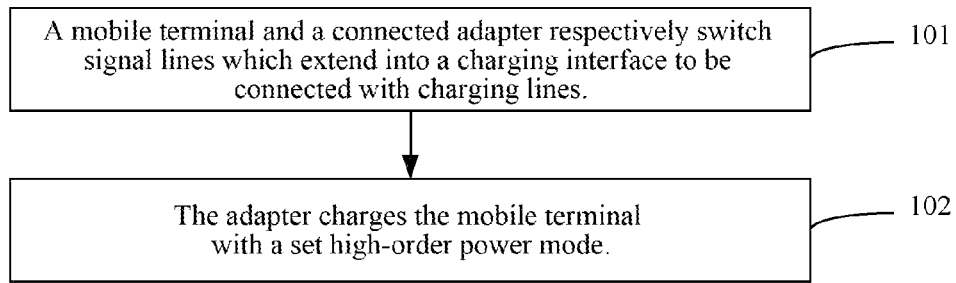 A mobile terminal and a connected adapter respectively switch
signal lines which extend into a charging interface to be
connected with charging lines.
101
The adapter charges the mobile terminal
with a set high-order power mode.
102